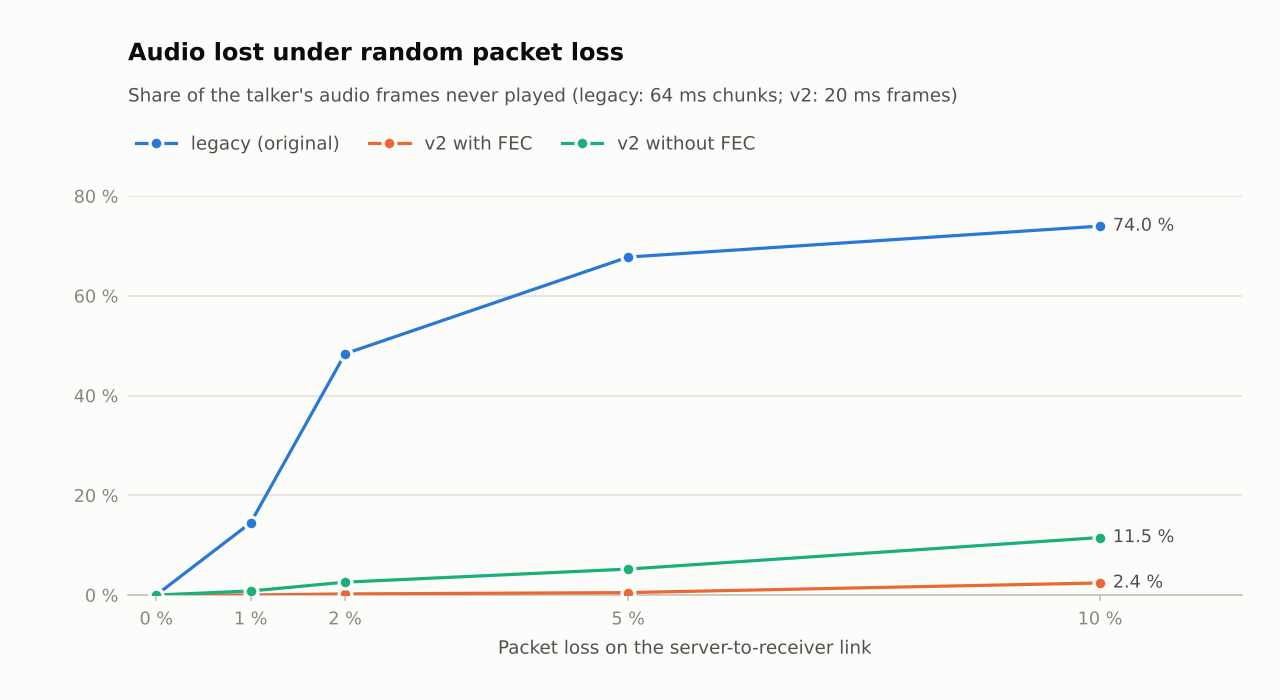 Audio lost under random packet loss
Share of the talker's audio frames never played (legacy: 64 ms chunks; v2: 20 ms frames)
legacy (original) v2 with FEC v2 without FEC
80 %
74.0 %
60 %
40 %
20 %
11.5 %
2.4 %
0 %
0 % 1 % 2 % 5 % 10 %
Packet loss on the server-to-receiver link